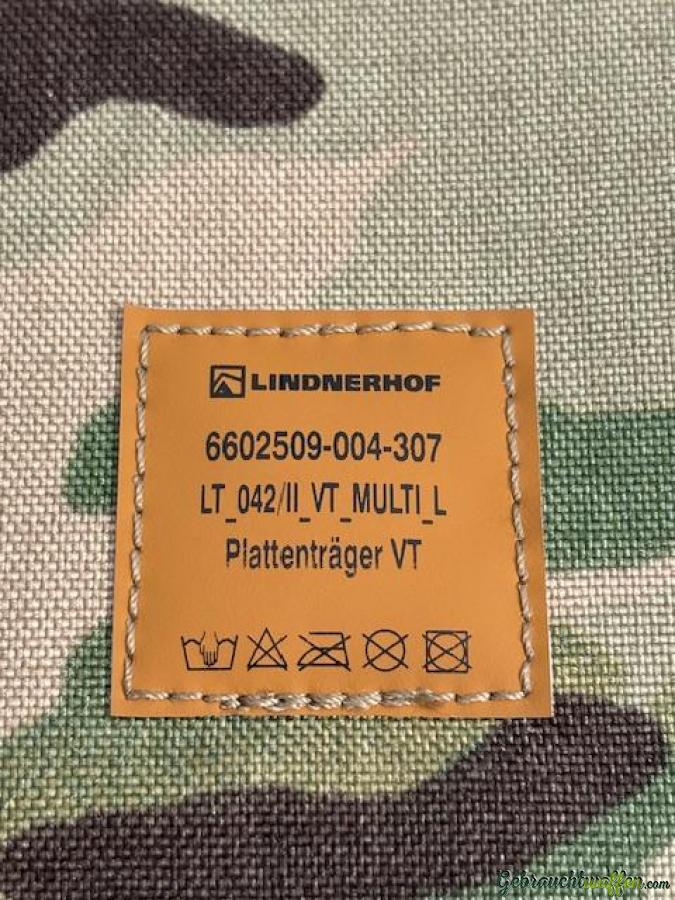 LINDNERHOF
6602509-004-307
LT_042/II_VT_MULTI_L
Plattenträger VT
Gebrauchtwaffen.com